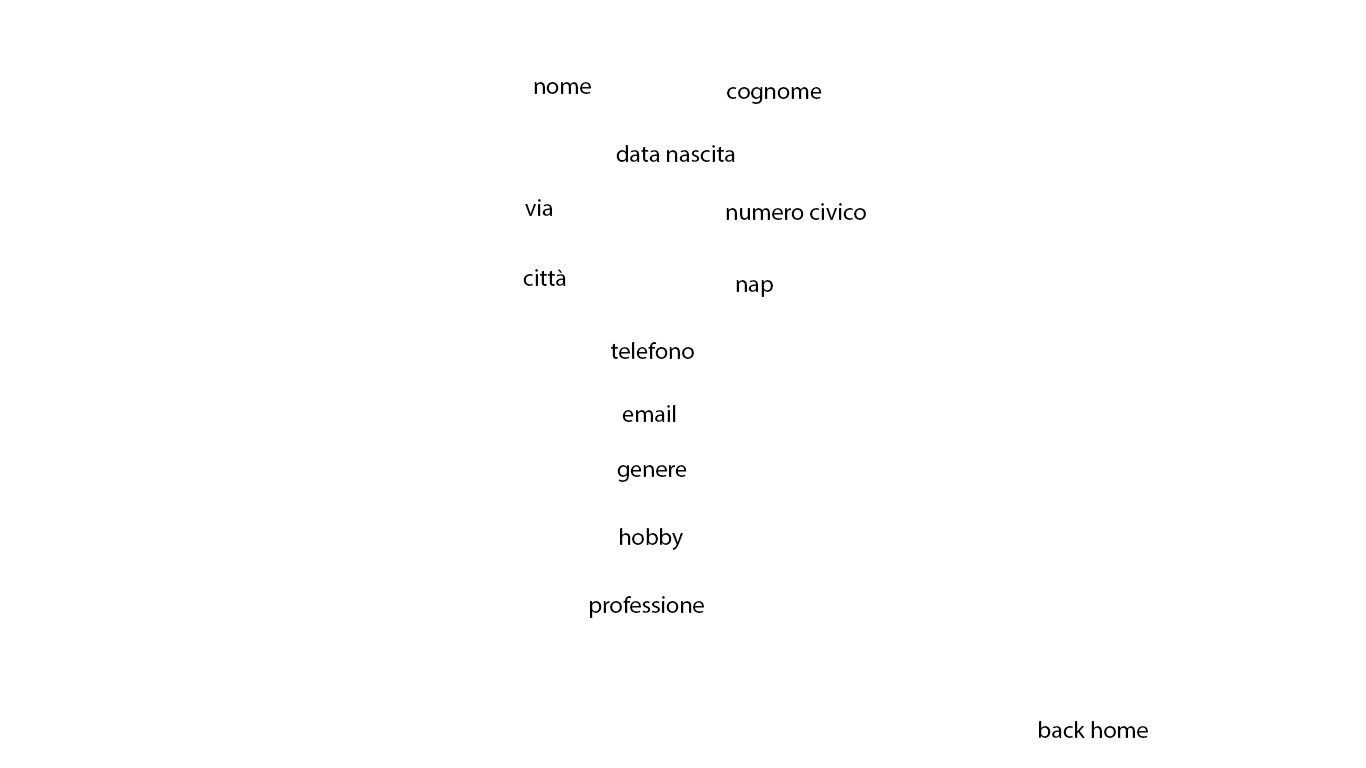 nome
cognome
data nascita
via
numero civico
città
nap
telefono
email
genere
hobby
professione
back home